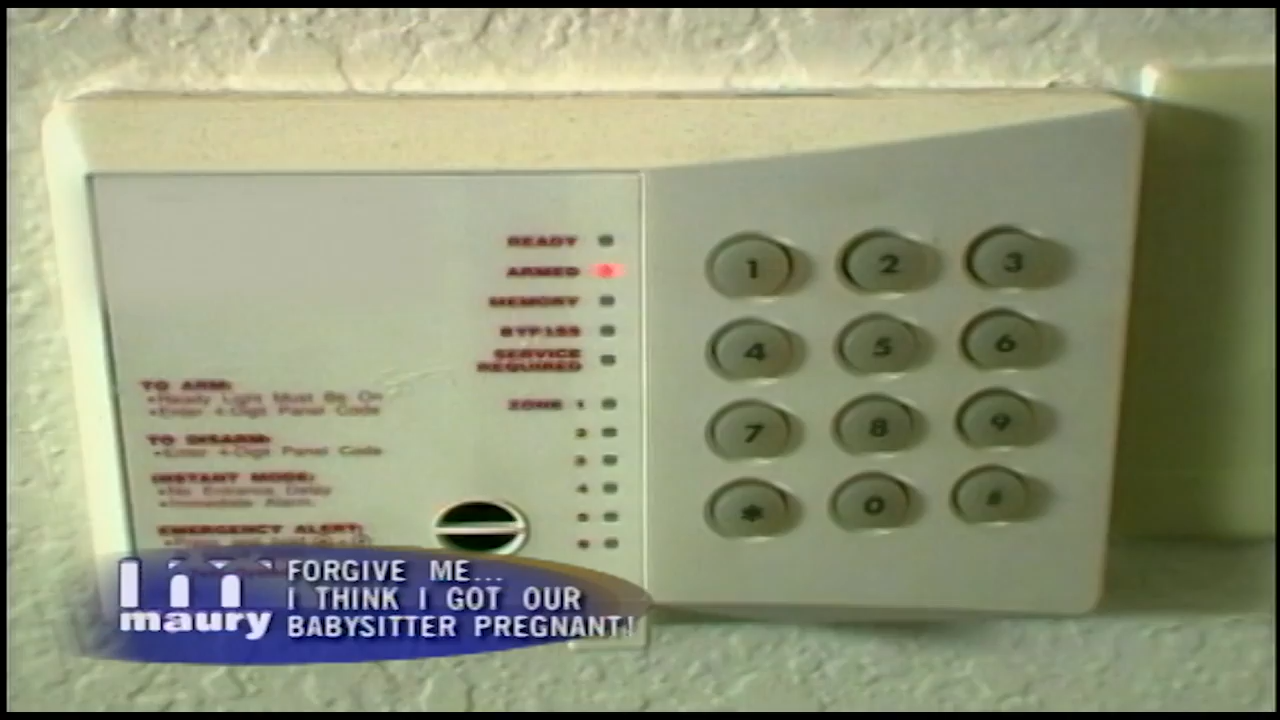 READY
ARMED
MEMORY
BYPASS
SERVICE
REQUIRED
TO ARM:
•Ready Light Must Be On
•Enter 4-Digit Panel Code
TO DISARM:
•Enter 4-Digit Panel Code
INSTANT MODE:
•No Entrance Delay
•Immediate Alarm
EMERGENCY ALERT:
ZONE 1
2
3
4
5
6
1 2 3
4 5 6
7 8 9
* 0 #
maury
FORGIVE ME...
I THINK I GOT OUR
BABYSITTER PREGNANT!